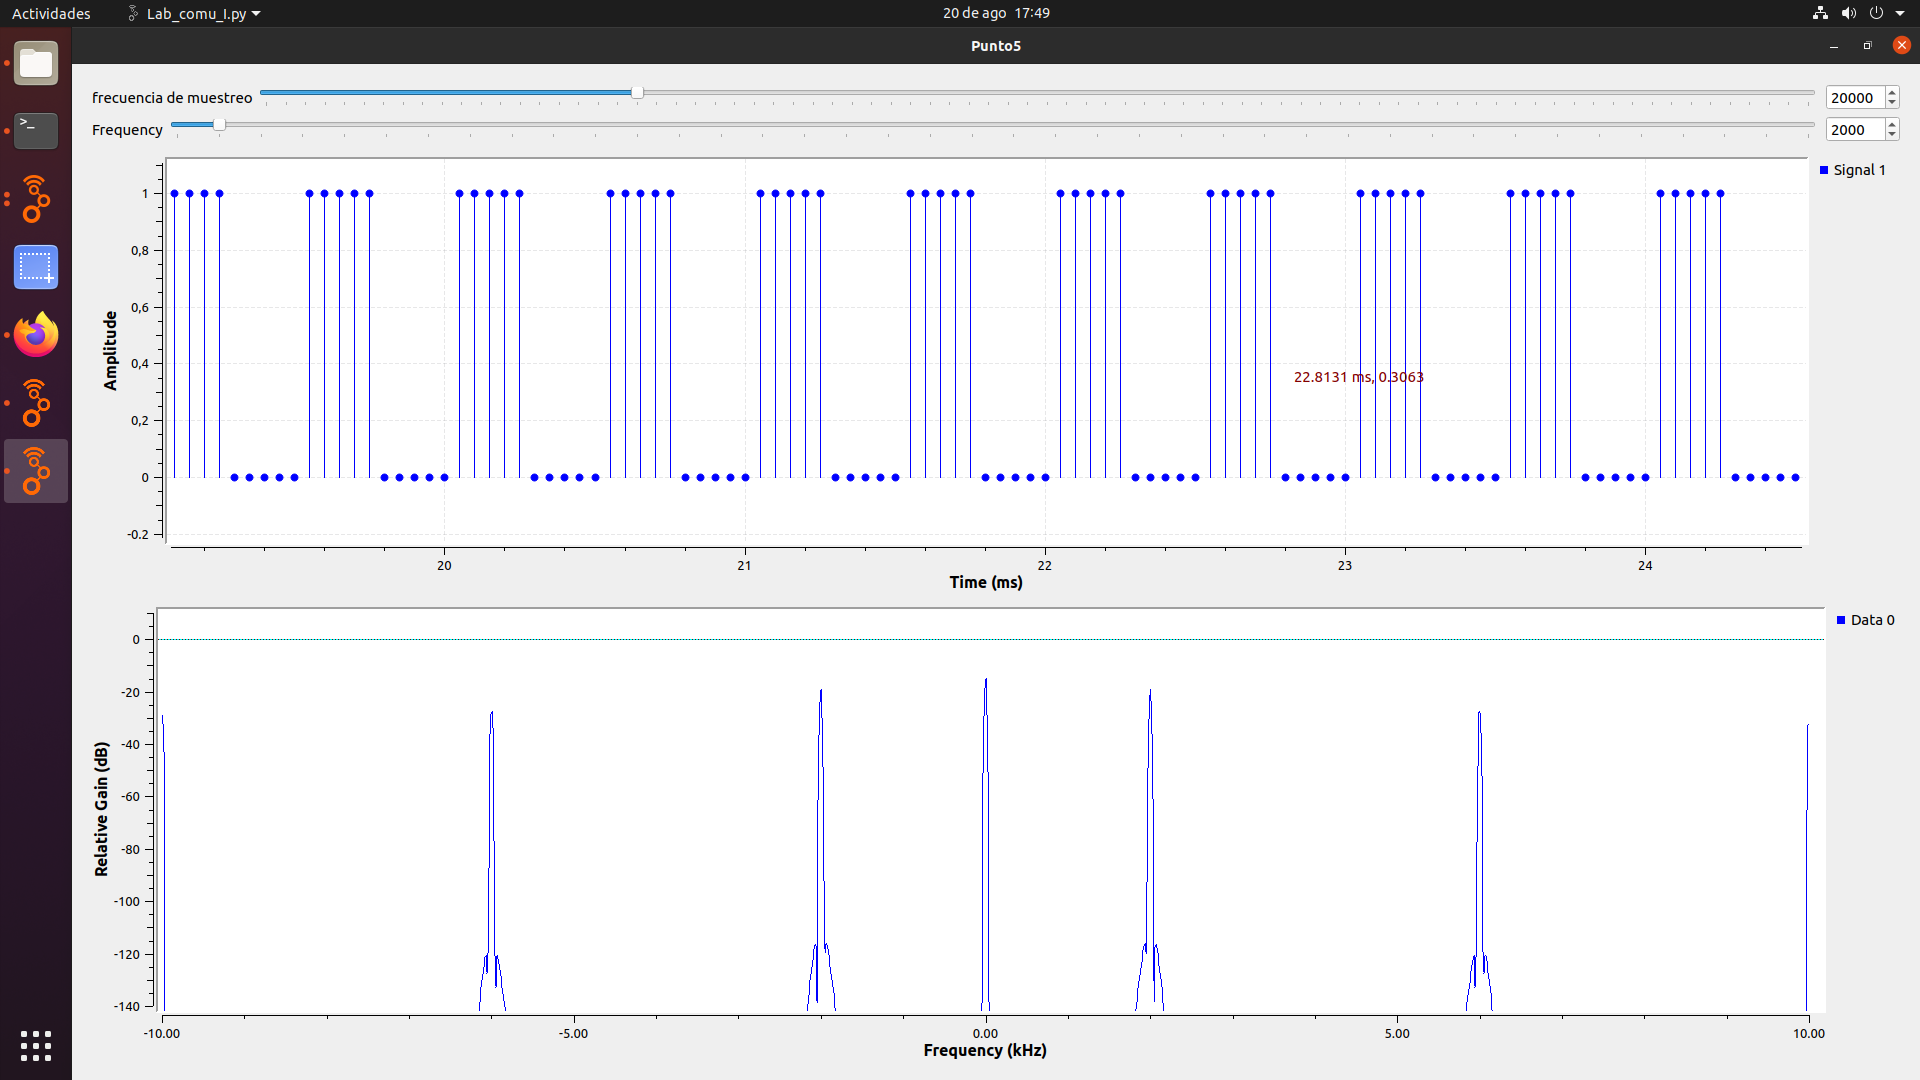 Actividades Lab_comu_I.py 20 de ago 17:49
Punto5
frecuencia de muestreo 20000
Frequency 2000
Signal 1
1
0,8
0,6
0,4
0,2
0
-0.2
Amplitude
22.8131 ms, 0.3063
20 21 22 23 24
Time (ms)
Data 0
0
-20
-40
-60
-80
-100
-120
-140
Relative Gain (dB)
-10.00 -5.00 0.00 5.00 10.00
Frequency (kHz)